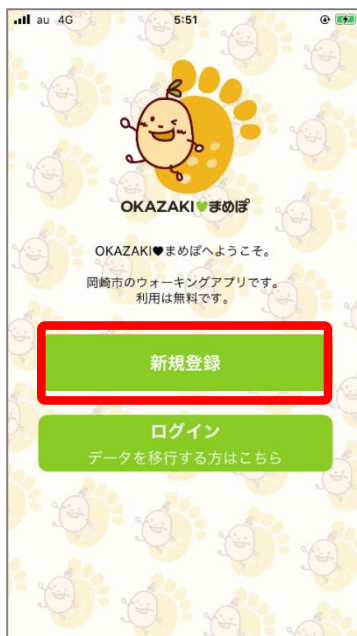 au 4G 5:51
OKAZAKI♥まめぽ
OKAZAKI♥まめぽへようこそ。
岡崎市のウォーキングアプリです。
利用は無料です。
新規登録
ログイン
データを移行する方はこちら